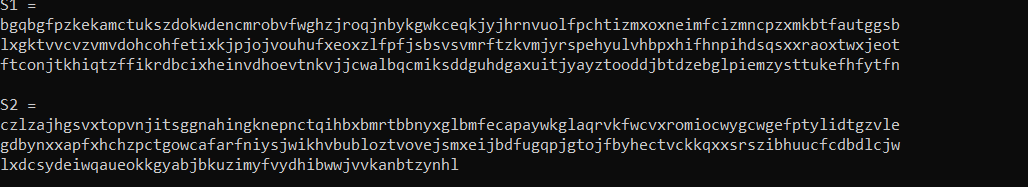 S1 =
bgqbgfpzkekamctukszdokwdencmrobvfwghzjroqjnbykgwkceqkjyjhrnvuolfpchtizmxoxneimfcizmncpzxmkbtfautggsb
lxgktvvcvzvmvdohcohfetixkjpjojvouhufxeoxzlfpfjsbsvsvmrftzkvmjyrspehyulvhbpxhifhnpihdsqsxxraoxtwxjeot
ftconjtkhiqtzffikrdbcixheinvdhoevtnkvjjcwalbqcmiksddguhdgaxuitjyayztooddjbtdzebglpiemzysttukefhfytfn
S2 =
czlzajhgsvxtopvnjitsggnahingknepnctqihbxbmrtbbnyxglbmfecapaywkglaqrvkfwcvxromiocwygcwgefptylidtgzvle
gdbynxxapfxhchzpctgowcafarfniysjwikhvbubloztvovejsmxeijbdfugqpjgtojfbyhectvckkqxxsrszibhuucfcdbdlcjw
lxdcsydeiwqaueokkgyabjbkuzimyfvydhibwwjvvkanbtzynhl